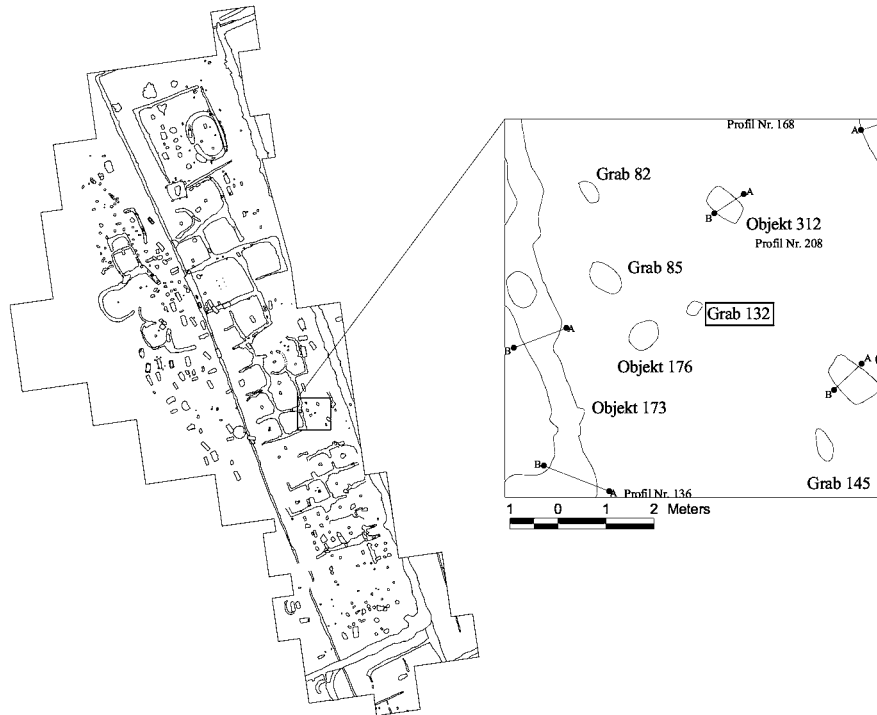 Profil Nr. 168
A
Grab 82
A
B
Objekt 312
Profil Nr. 208
Grab 85
Grab 132
A
B
Objekt 176
A
B
Objekt 173
B
A
Profil Nr. 136
Grab 145
1 0 1 2 Meters